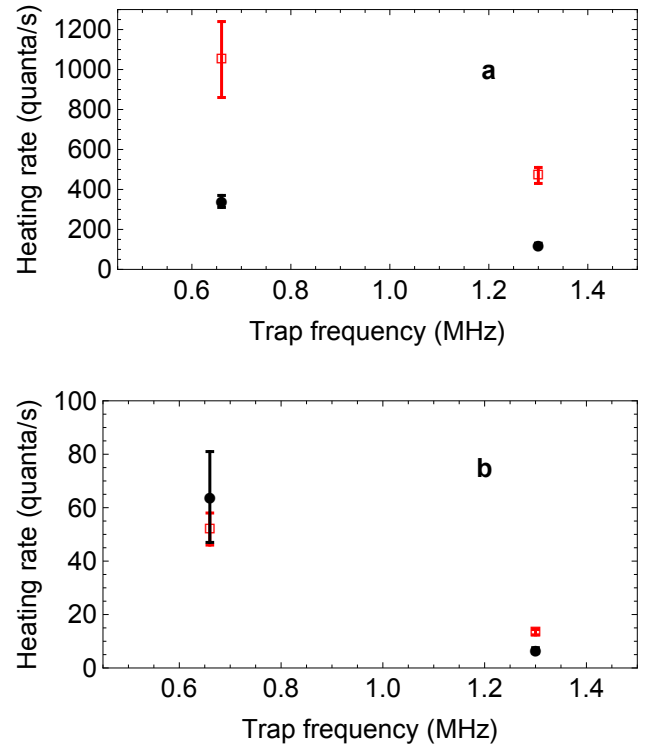 1200
1000
800
600
400
200
0
Heating rate (quanta/s)
a
0.6 0.8 1.0 1.2 1.4
Trap frequency (MHz)
100
80
60
40
20
0
Heating rate (quanta/s)
b
0.6 0.8 1.0 1.2 1.4
Trap frequency (MHz)